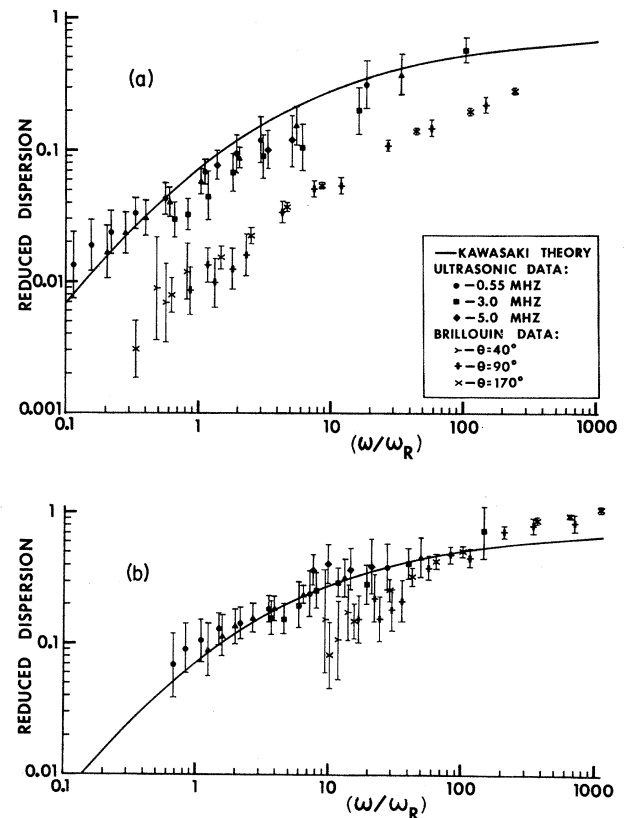 (a)
REDUCED DISPERSION
1
0.1
0.01
0.001
0.1
1
10
100
1000
(ω/ωR)
—KAWASAKI THEORY
ULTRASONIC DATA:
● –0.55 MHZ
■ –3.0 MHZ
◆ –5.0 MHZ
BRILLOUIN DATA:
≻ –θ=40°
+ –θ=90°
× –θ=170°
(b)
REDUCED DISPERSION
1
0.1
0.01
0.1
1
10
100
1000
(ω/ωR)